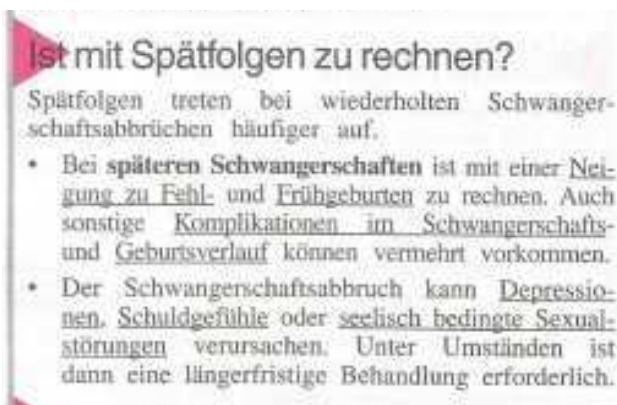 Ist mit Spätfolgen zu rechnen?
Spätfolgen treten bei wiederholten Schwanger-
schaftsabbrüchen häufiger auf.
• Bei späteren Schwangerschaften ist mit einer Nei-
gung zu Fehl- und Frühgeburten zu rechnen. Auch
sonstige Komplikationen im Schwangerschafts-
und Geburtsverlauf können vermehrt vorkommen.
• Der Schwangerschaftsabbruch kann Depressio-
nen, Schuldgefühle oder seelisch bedingte Sexual-
störungen verursachen. Unter Umständen ist
dann eine längerfristige Behandlung erforderlich.